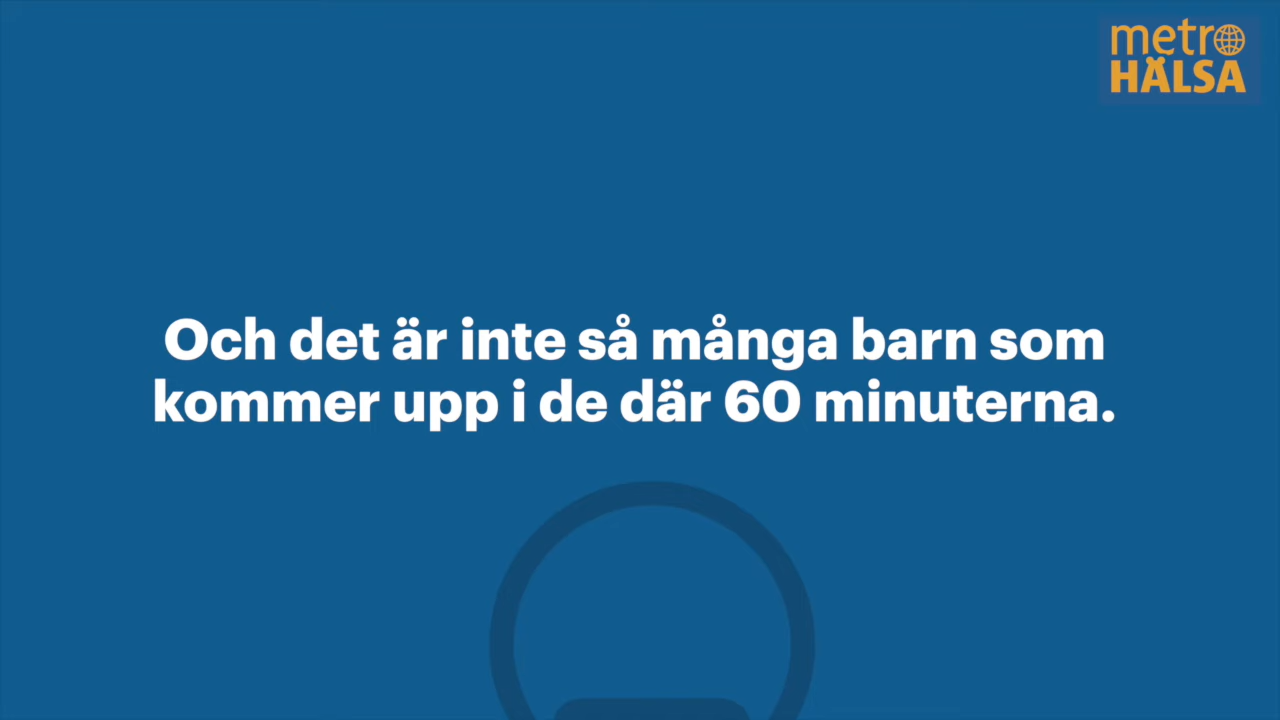 metro
HÄLSA
Och det är inte så många barn som
kommer upp i de där 60 minuterna.